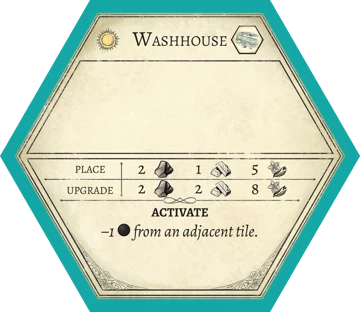 WASHHOUSE
PLACE 2 1 5
UPGRADE 2 2 8
ACTIVATE
–1 from an adjacent tile.